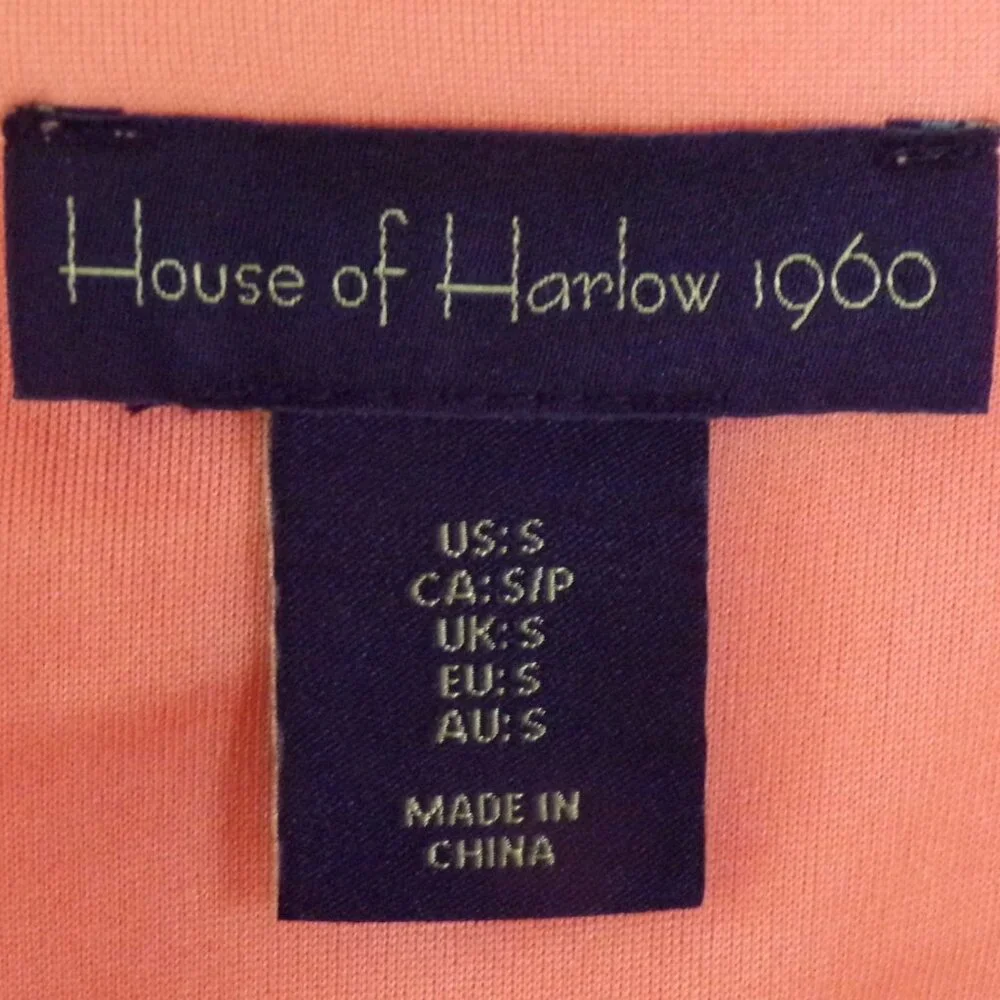 House of Harlow 1960
US: S
CA: S/P
UK: S
EU: S
AU: S
MADE IN
CHINA